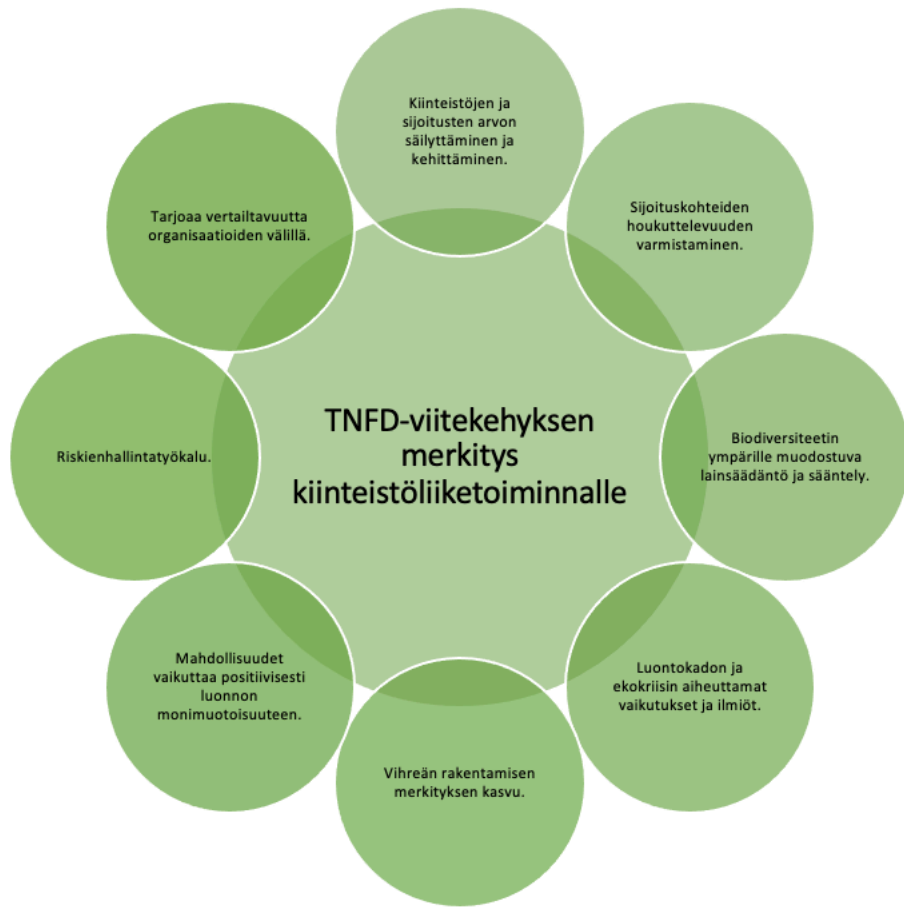 TNFD-viitekehyksen
merkitys
kiinteistöliiketoiminnalle
Kiinteistöjen ja
sijoitusten arvon
säilyttäminen ja
kehittäminen.
Sijoituskohteiden
houkuttelevuuden
varmistaminen.
Biodiversiteetin
ympärille muodostuva
lainsäädäntö ja sääntely.
Luontokadon ja
ekokriisin aiheuttamat
vaikutukset ja ilmiöt.
Vihreän rakentamisen
merkityksen kasvu.
Mahdollisuudet
vaikuttaa positiivisesti
luonnon
monimuotoisuuteen.
Riskienhallintatyökalu.
Tarjoaa vertailtavuutta
organisaatioiden välillä.